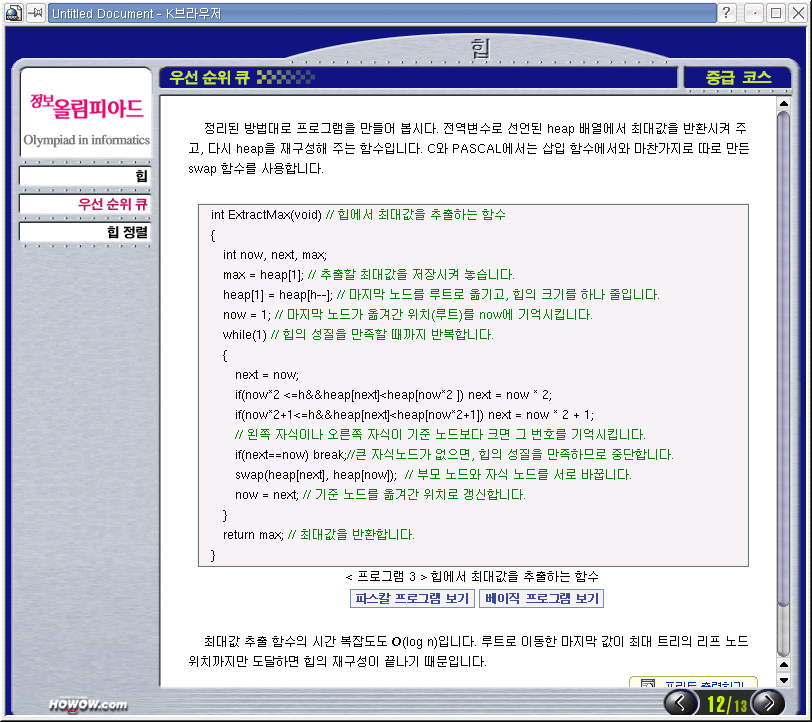 Untitled Document - K브라우저
힙
정보올림피아드
Olympiad in informatics
힙
우선 순위 큐
힙 정렬
우선 순위 큐
중급 코스
정리된 방법대로 프로그램을 만들어 봅시다. 전역변수로 선언된 heap 배열에서 최대값을 반환시켜 주
고, 다시 heap을 재구성해 주는 함수입니다. C와 PASCAL에서는 삽입 함수에서와 마찬가지로 따로 만든
swap 함수를 사용합니다.
int ExtractMax(void) // 힙에서 최대값을 추출하는 함수
{
int now, next, max;
max = heap[1]; // 추출할 최대값을 저장시켜 놓습니다.
heap[1] = heap[h--]; // 마지막 노드를 루트로 옮기고, 힙의 크기를 하나 줄입니다.
now = 1; // 마지막 노드가 옮겨간 위치(루트)를 now에 기억시킵니다.
while(1) // 힙의 성질을 만족할 때까지 반복합니다.
{
next = now;
if(now*2 <=h&&heap[next]<heap[now*2 ]) next = now * 2;
if(now*2+1<=h&&heap[next]<heap[now*2+1]) next = now * 2 + 1;
// 왼쪽 자식이나 오른쪽 자식이 기준 노드보다 크면 그 번호를 기억시킵니다.
if(next==now) break;//큰 자식노드가 없으면, 힙의 성질을 만족하므로 중단합니다.
swap(heap[next], heap[now]); // 부모 노드와 자식 노드를 서로 바꿉니다.
now = next; // 기준 노드를 옮겨간 위치로 갱신합니다.
}
return max; // 최대값을 반환합니다.
}
< 프로그램 3 > 힙에서 최대값을 추출하는 함수
파스칼 프로그램 보기 베이직 프로그램 보기
최대값 추출 함수의 시간 복잡도도 O(log n)입니다. 루트로 이동한 마지막 값이 최대 트리의 리프 노드
위치까지만 도달하면 힙의 재구성이 끝나기 때문입니다.
프린트 출력하기
HOWOW.com
12/13